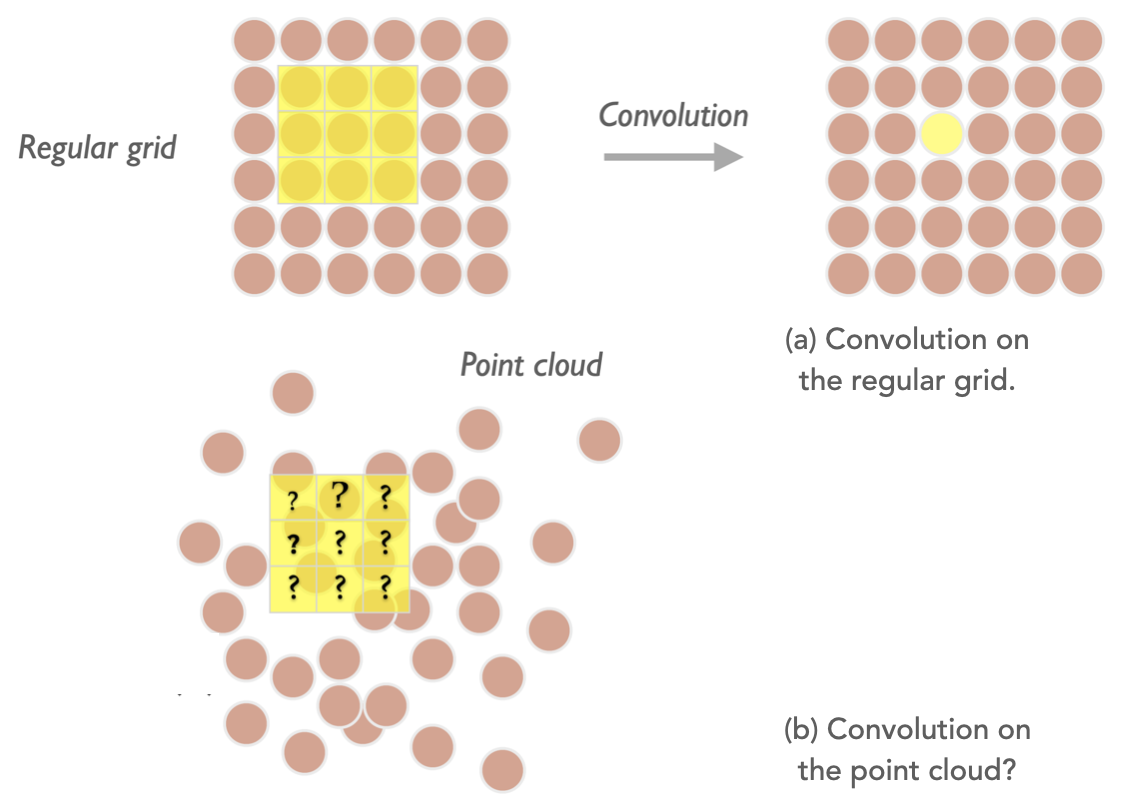 Regular grid
Convolution
(a) Convolution on
the regular grid.
Point cloud
? ? ?
? ? ?
? ? ?
(b) Convolution on
the point cloud?